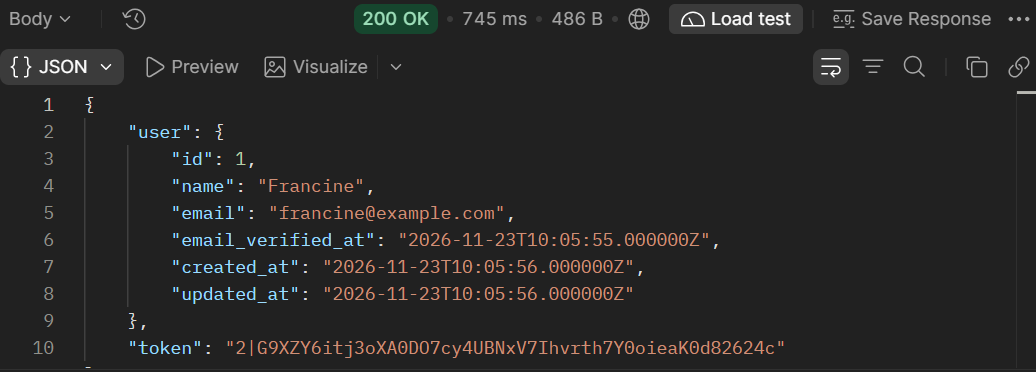 Body 200 OK • 745 ms • 486 B • Load test e.g. Save Response •••
{} JSON Preview Visualize
1 {
2 "user": {
3 "id": 1,
4 "name": "Francine",
5 "email": "francine@example.com",
6 "email_verified_at": "2026-11-23T10:05:55.000000Z",
7 "created_at": "2026-11-23T10:05:56.000000Z",
8 "updated_at": "2026-11-23T10:05:56.000000Z"
9 },
10 "token": "2|G9XZY6itj3oXA0DO7cy4UBNxV7Ihvrth7Y0oieaK0d82624c"